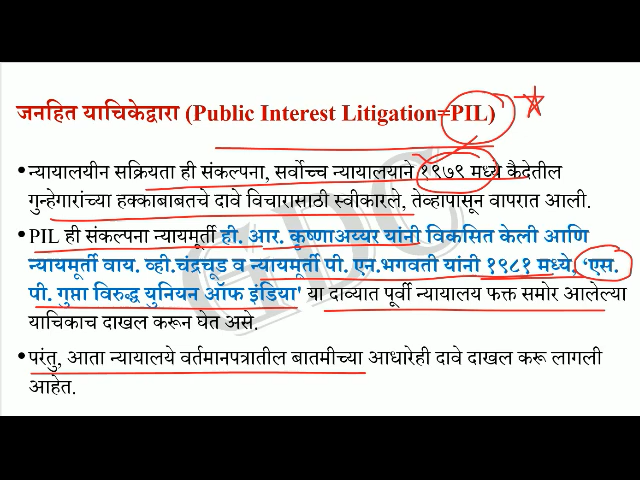 जनहित याचिकेद्वारा (Public Interest Litigation=PIL)
• न्यायालयीन सक्रियता ही संकल्पना, सर्वोच्च न्यायालयाने १९७९ मध्ये कैदेतील
गुन्हेगारांच्या हक्काबाबतचे दावे विचारासाठी स्वीकारले, तेव्हापासून वापरात आली.
• PIL ही संकल्पना न्यायमूर्ती ही. आर. कृष्णाअय्यर यांनी विकसित केली आणि
न्यायमूर्ती वाय. व्ही.चंद्रचूड व न्यायमूर्ती पी. एन.भगवती यांनी १९८१ मध्ये, 'एस.
पी. गुप्ता विरुद्ध युनियन ऑफ इंडिया' या दाव्यात पूर्वी न्यायालय फक्त समोर आलेल्या
याचिकाच दाखल करून घेत असे.
• परंतु, आता न्यायालये वर्तमानपत्रातील बातमीच्या आधारेही दावे दाखल करू लागली
आहेत.